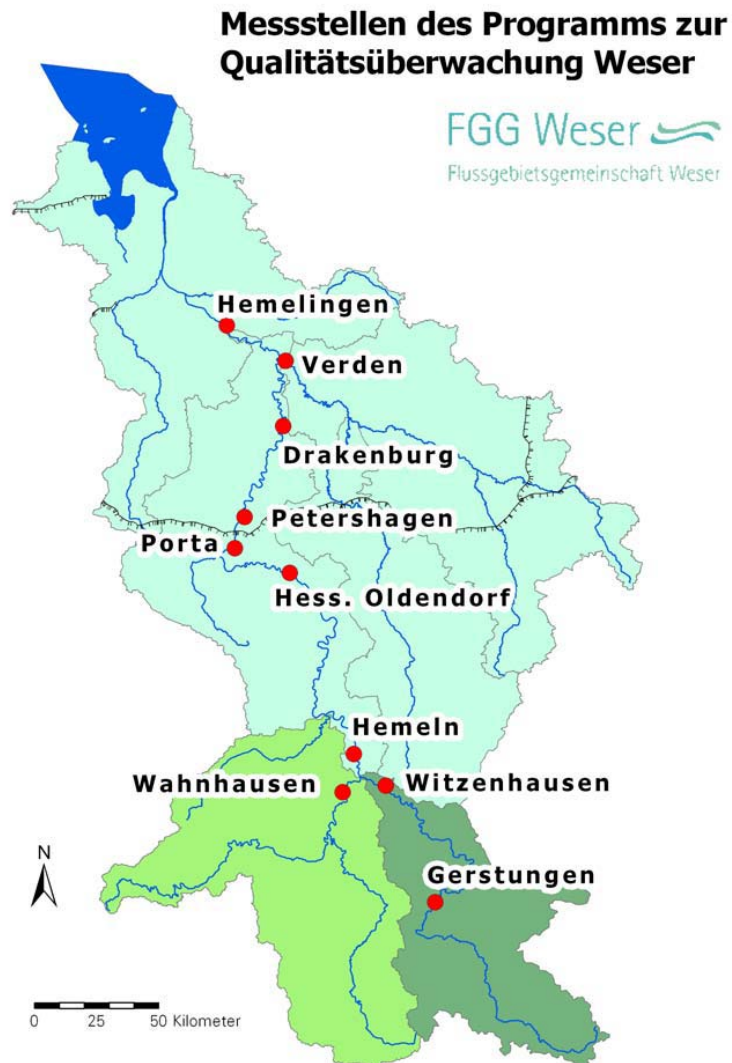 Messstellen des Programms zur
Qualitätsüberwachung Weser
FGG Weser
Flussgebietsgemeinschaft Weser
Hemelingen
Verden
Drakenburg
Petershagen
Porta
Hess. Oldendorf
Hemeln
Wahnhausen
Witzenhausen
Gerstungen
N
0 25 50 Kilometer